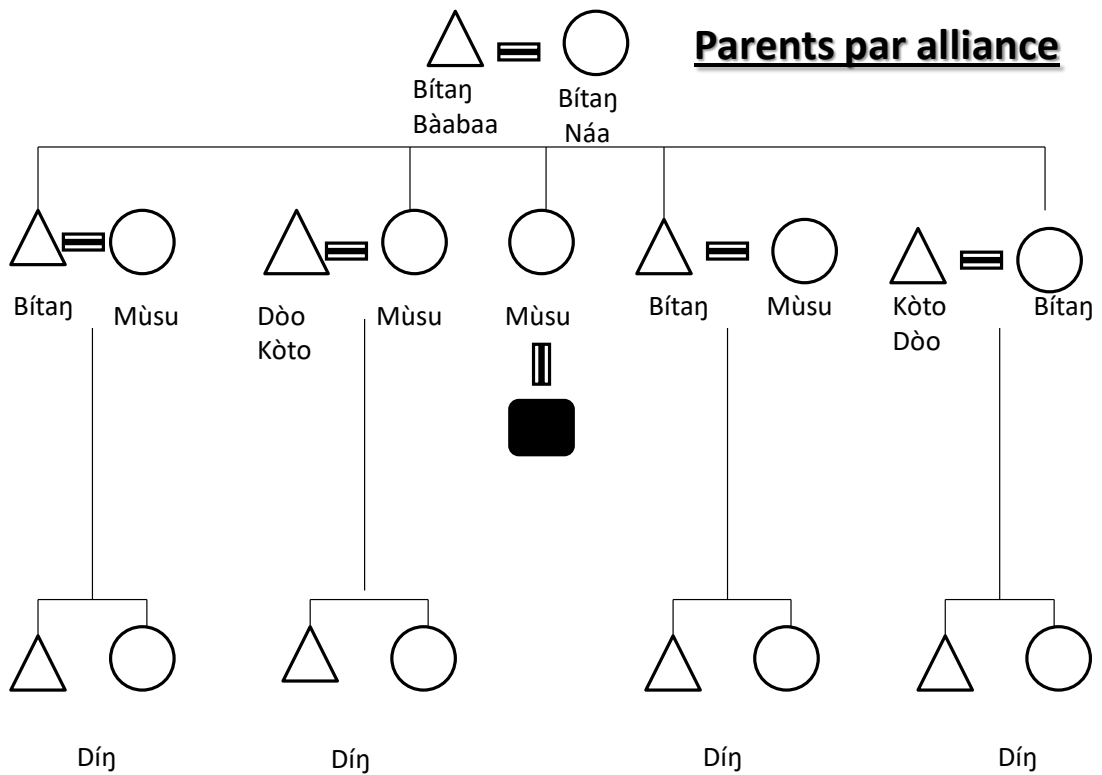 Parents par alliance
Bítaŋ
Bàabaa
Bítaŋ
Náa
Bítaŋ
Mùsu
Dòo
Kòto
Mùsu
Mùsu
Bítaŋ
Mùsu
Kòto
Dòo
Bítaŋ
Díŋ
Díŋ
Díŋ
Díŋ